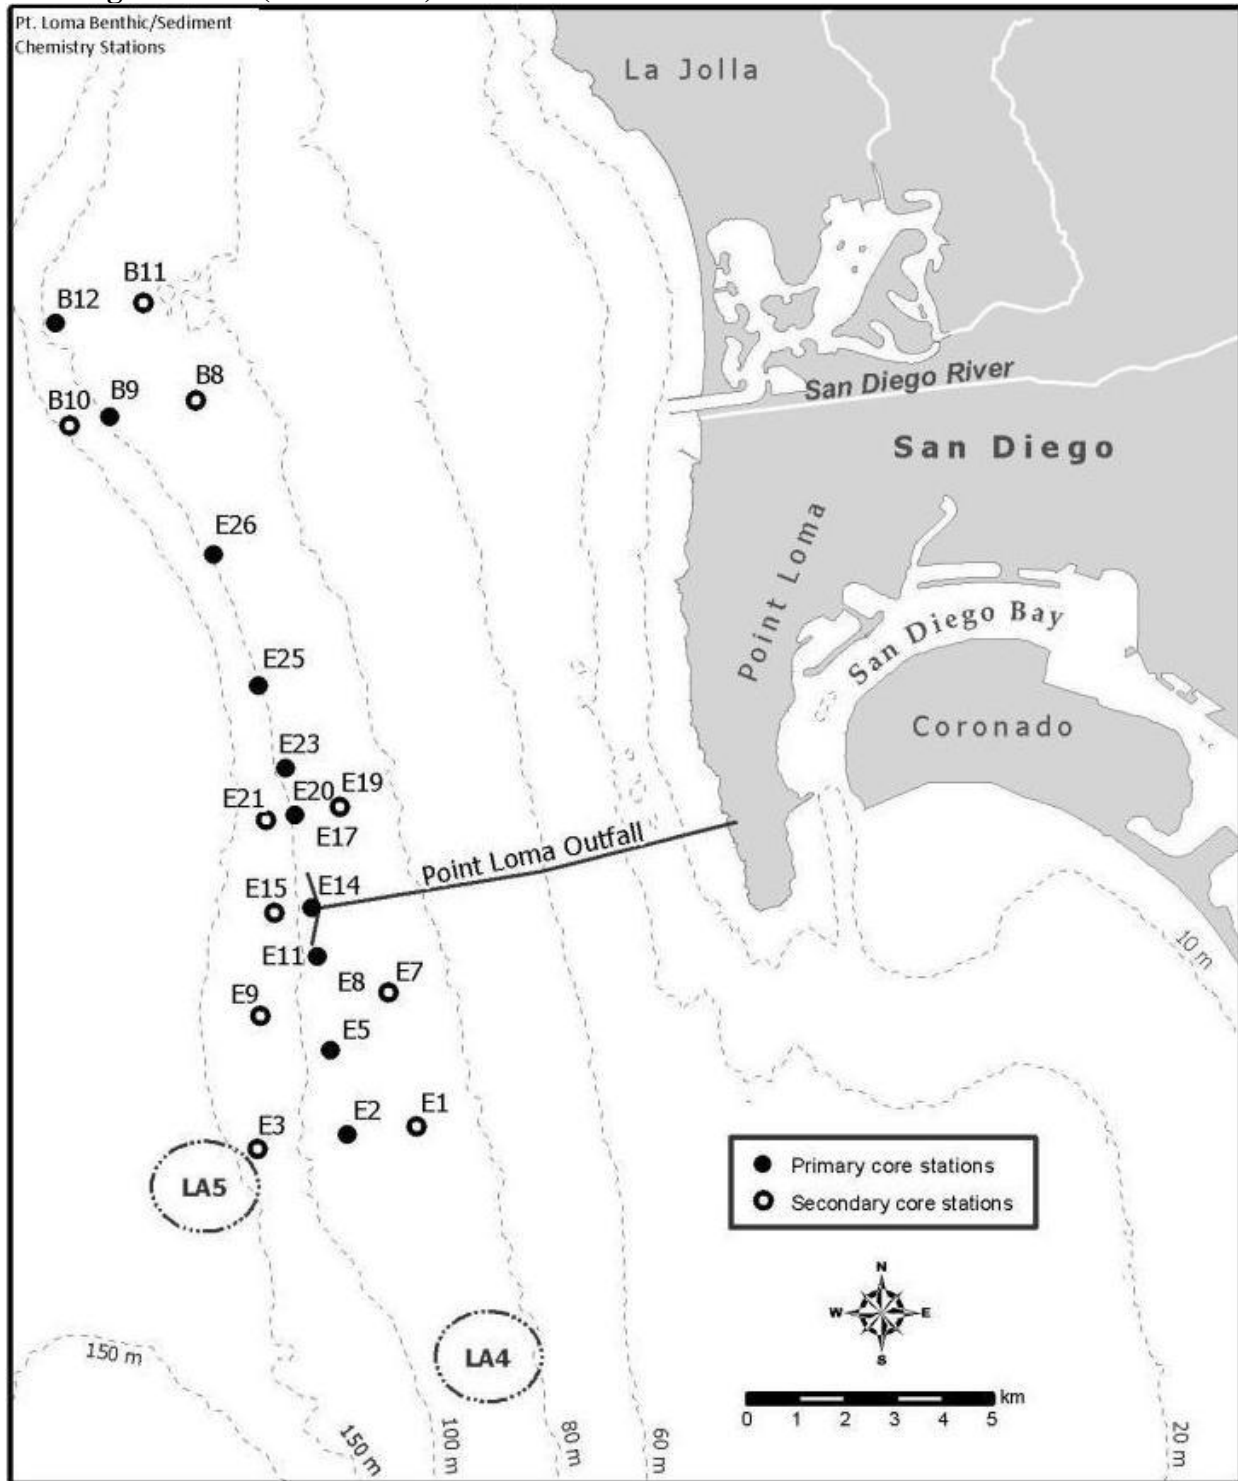 Pt. Loma Benthic/Sediment
Chemistry Stations
La Jolla
B11
B12
B8
B10
B9
San Diego River
San Diego
E26
Point Loma
San Diego Bay
E25
Coronado
E23
E20
E19
E21
E17
Point Loma Outfall
E15
E14
E11
10 m
E8
E7
E9
E5
E2
E1
E3
LA5
Primary core stations
Secondary core stations
N
W
E
S
LA4
150 m
150 m
100 m
80 m
60 m
20 m
km
0 1 2 3 4 5